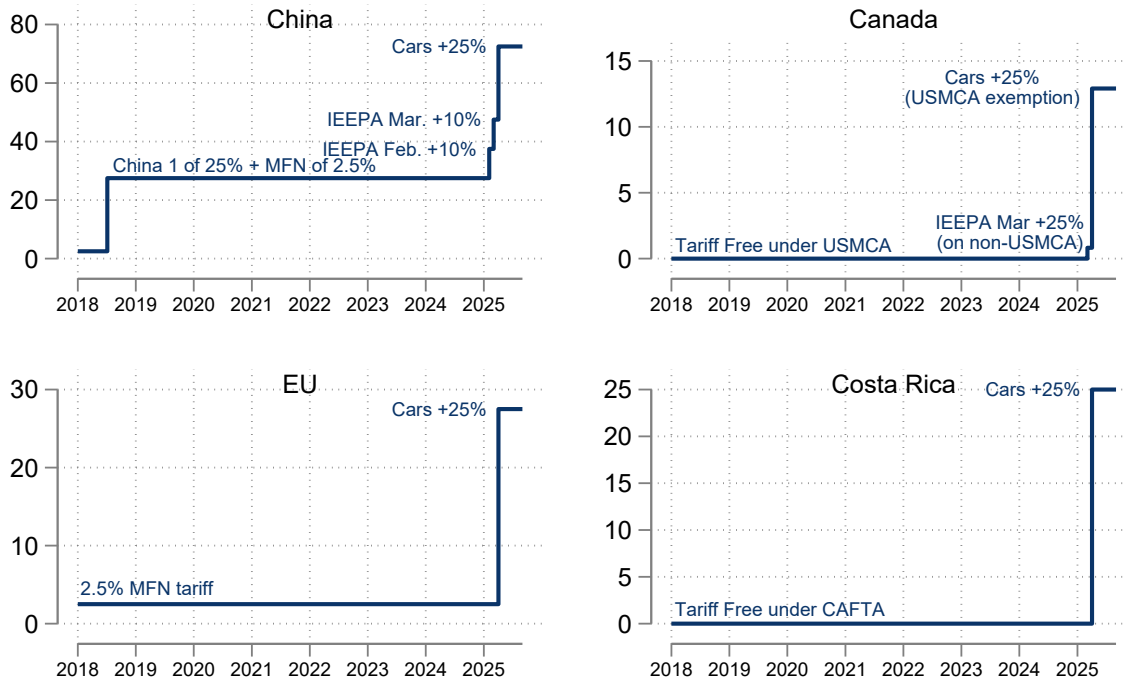 China
80
60
40
20
0
Cars +25%
IEEPA Mar. +10%
IEEPA Feb. +10%
China 1 of 25% + MFN of 2.5%
2018 2019 2020 2021 2022 2023 2024 2025
Canada
15
10
5
0
Cars +25%
(USMCA exemption)
IEEPA Mar +25%
(on non-USMCA)
Tariff Free under USMCA
2018 2019 2020 2021 2022 2023 2024 2025
EU
30
20
10
0
Cars +25%
2.5% MFN tariff
2018 2019 2020 2021 2022 2023 2024 2025
Costa Rica
25
20
15
10
5
0
Cars +25%
Tariff Free under CAFTA
2018 2019 2020 2021 2022 2023 2024 2025